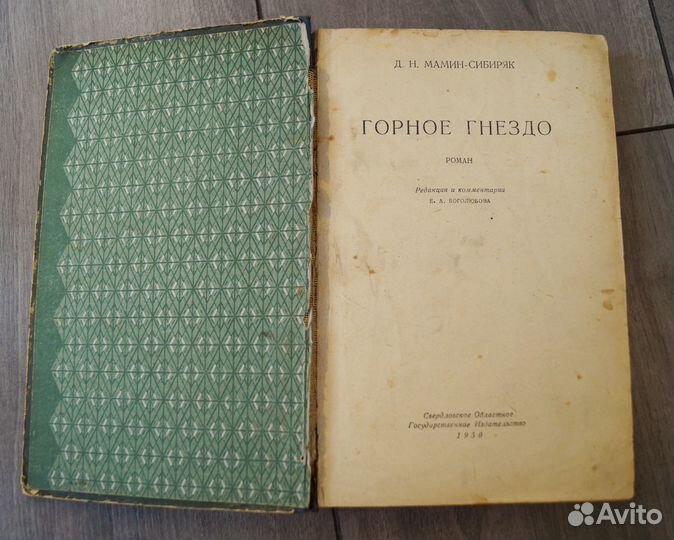 Д. Н. МАМИН-СИБИРЯК
ГОРНОЕ ГНЕЗДО
РОМАН
Редакция и комментарии
Е. А. БОГОЛЮБОВА
Свердловское Областное
Государственное Издательство
1950
Avito